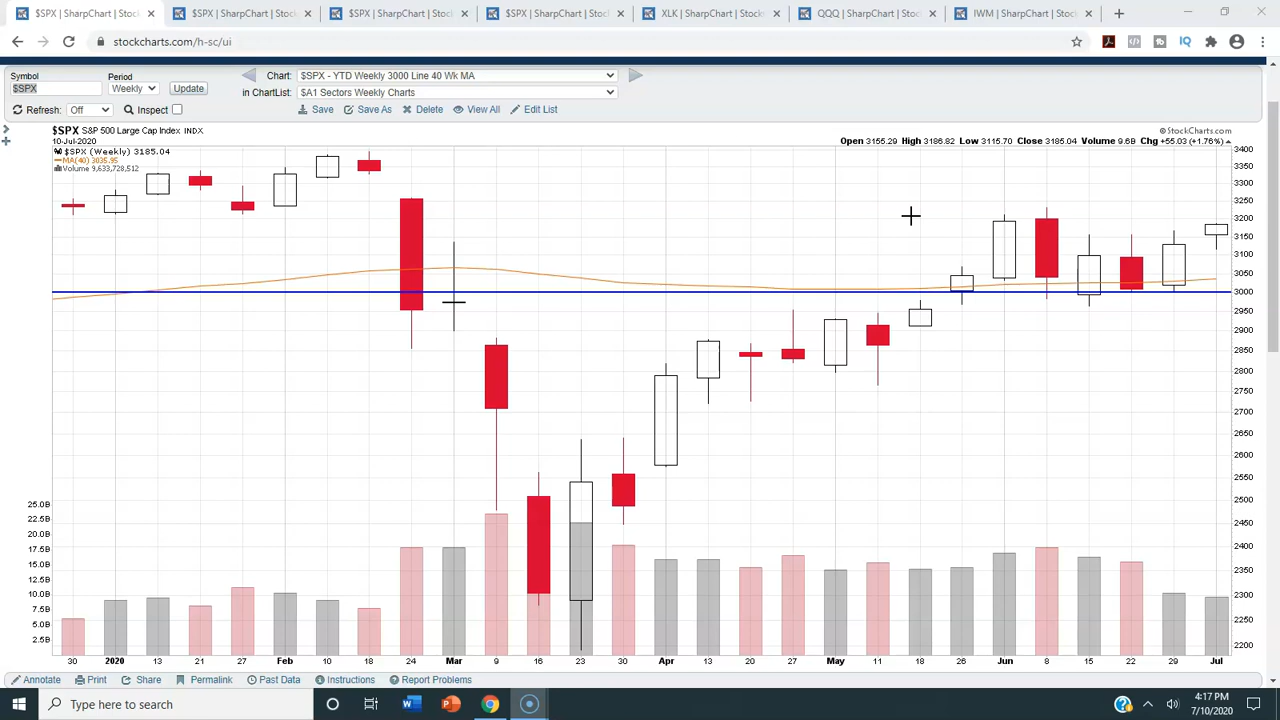 $SPX | SharpChart | Stock
$SPX | SharpChart | Stock
$SPX | SharpChart | Stock
$SPX | SharpChart | Stock
XLK | SharpChart | Stock
QQQ | SharpChart | Stoc
IWM | SharpChart | Stock
stockcharts.com/h-sc/ui
Symbol
Period
Chart: $SPX - YTD Weekly 3000 Line 40 Wk MA
$SPX
Weekly
Update
in ChartList: $A1 Sectors Weekly Charts
Refresh: Off
Inspect
Save
Save As
Delete
View All
Edit List
$SPX S&P 500 Large Cap Index INDX
© StockCharts.com
10-Jul-2020
Open 3155.29 High 3186.82 Low 3115.70 Close 3185.04 Volume 9.6B Chg +55.03 (+1.76%)
$SPX (Weekly) 3185.04
MA(40) 3035.95
Volume 9,633,728,512
3400
3350
3300
3250
3200
3150
3100
3050
3000
2950
2900
2850
2800
2750
2700
2650
2600
2550
2500
2450
2400
2350
2300
2250
2200
25.0B
22.5B
20.0B
17.5B
15.0B
12.5B
10.0B
7.5B
5.0B
2.5B
30 2020 13 21 27 Feb 10 18 24 Mar 9 16 23 30 Apr 13 20 27 May 11 18 26 Jun 8 15 22 29 Jul
Annotate
Print
Share
Permalink
Past Data
Instructions
Report Problems
Type here to search
4:17 PM
7/10/2020